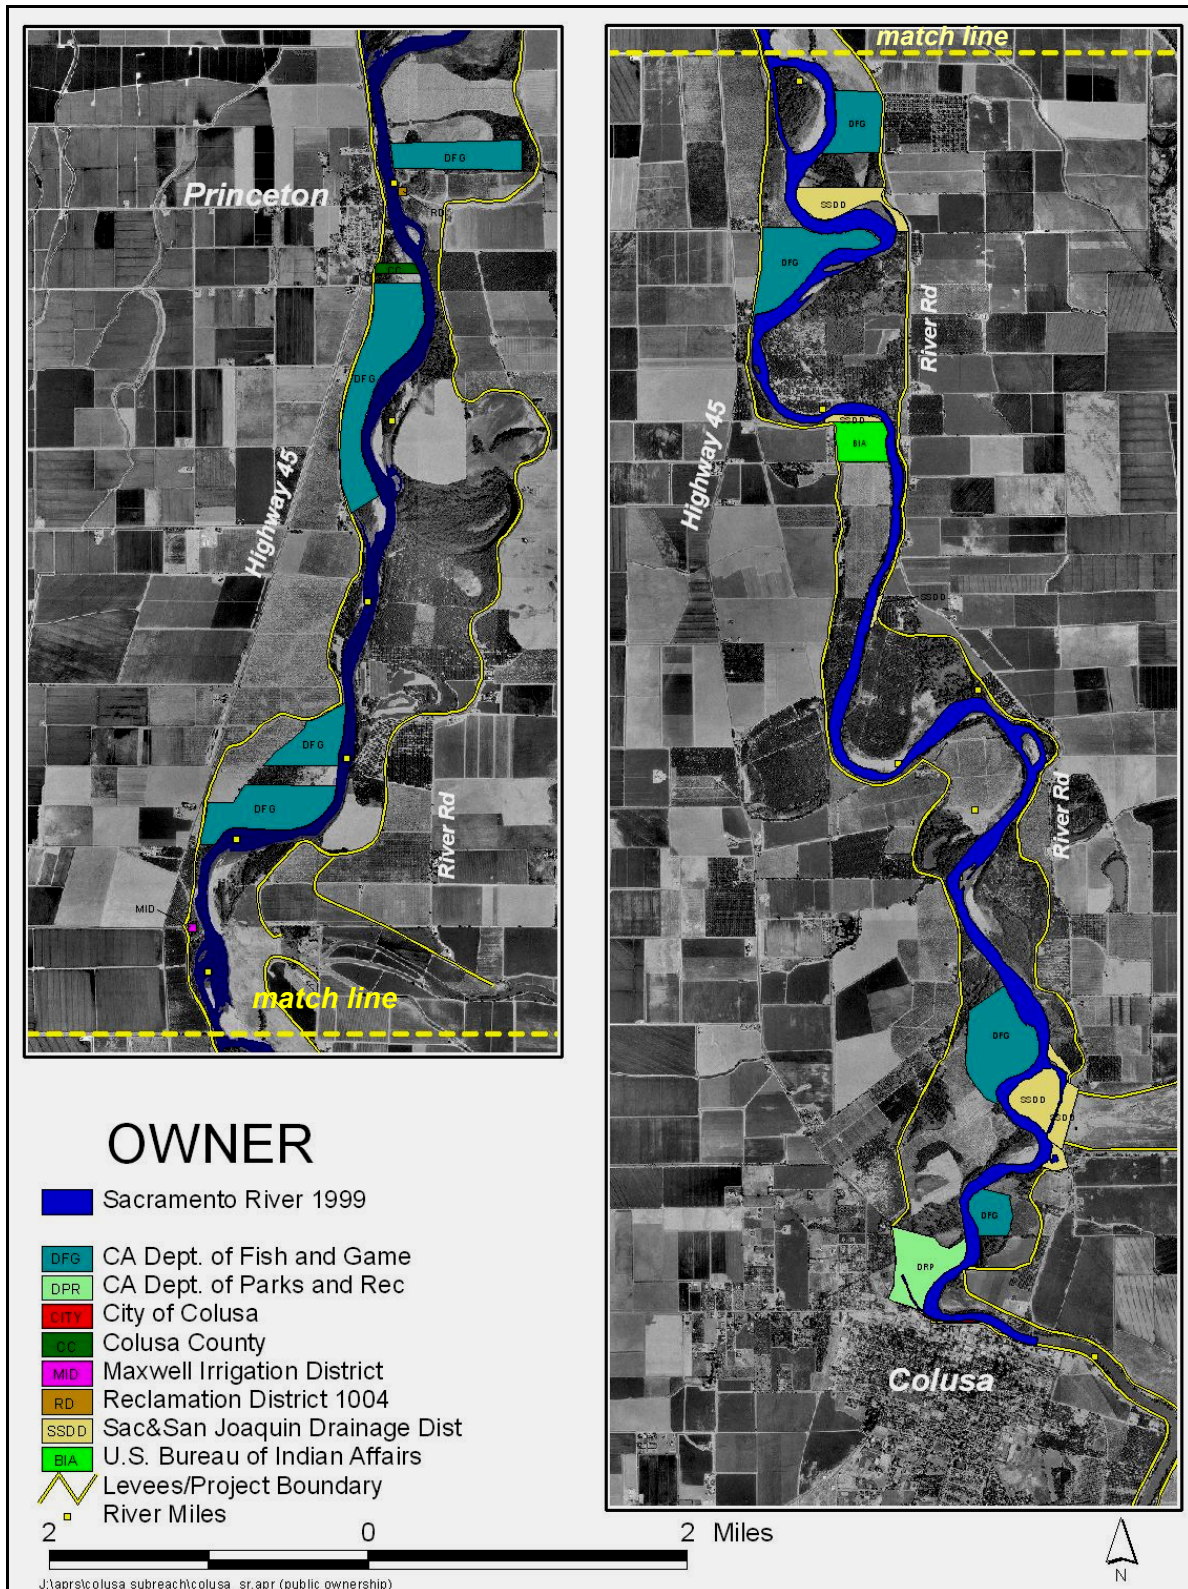 DFG
Princeton
RD
CC
DFG
Highway 45
DFG
DFG
River Rd
MID
match line
match line
DFG
SSDD
DFG
River Rd
SSDD
BIA
Highway 45
SSDD
River Rd
DFG
SSDD
SSDD
DFG
DRP
Colusa
OWNER
Sacramento River 1999
DFG CA Dept. of Fish and Game
DPR CA Dept. of Parks and Rec
CITY City of Colusa
CC Colusa County
MID Maxwell Irrigation District
RD Reclamation District 1004
SSDD Sac&San Joaquin Drainage Dist
BIA U.S. Bureau of Indian Affairs
Levees/Project Boundary
River Miles
2 0 2 Miles
J:\aprs\colusa subreach\colusa_sr.apr (public ownership)
N